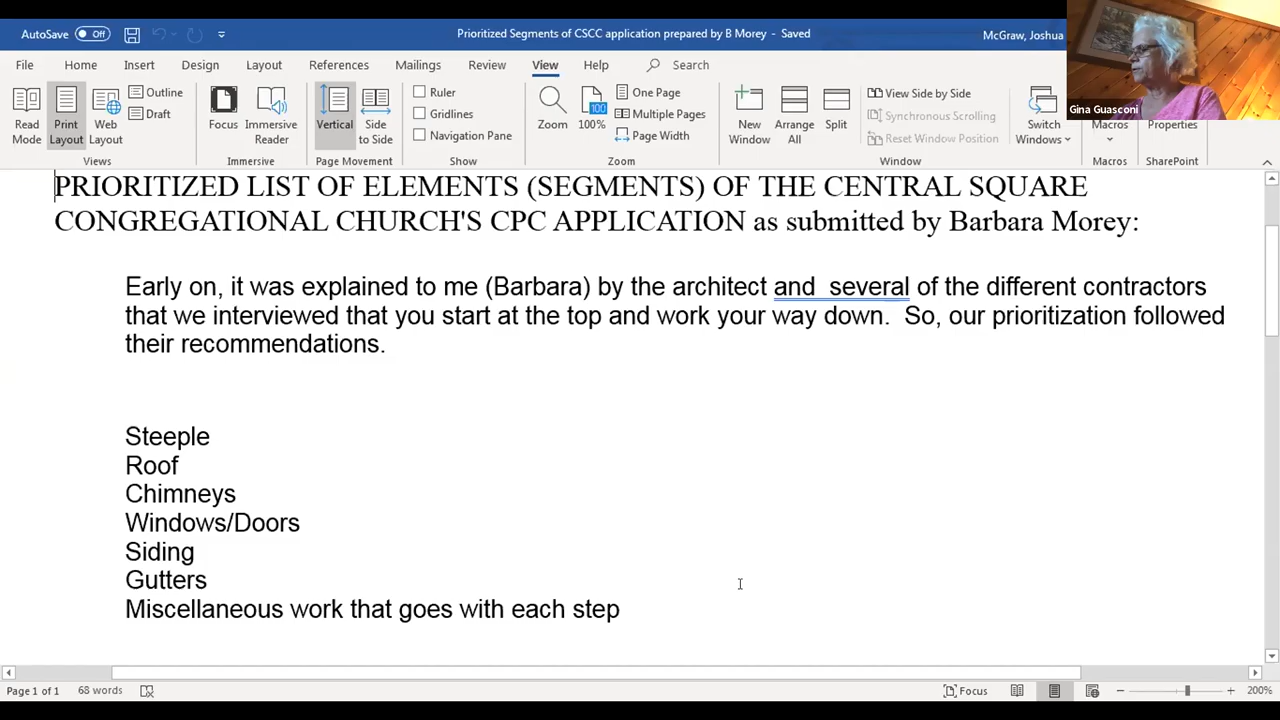 AutoSave Off
Prioritized Segments of CSCC application prepared by B Morey - Saved
McGraw, Joshua
File Home Insert Design Layout References Mailings Review View Help Search
Read Mode
Print Layout
Web Layout
Outline
Draft
Views
Focus
Immersive Reader
Immersive
Vertical
Side to Side
Page Movement
Ruler
Gridlines
Navigation Pane
Show
Zoom
100
100%
One Page
Multiple Pages
Page Width
Zoom
New Window
Arrange All
Split
View Side by Side
Synchronous Scrolling
Reset Window Position
Window
Switch Windows
Macros
Macros
Properties
SharePoint
Gina Guasconi
PRIORITIZED LIST OF ELEMENTS (SEGMENTS) OF THE CENTRAL SQUARE
CONGREGATIONAL CHURCH'S CPC APPLICATION as submitted by Barbara Morey:
Early on, it was explained to me (Barbara) by the architect and  several of the different contractors
that we interviewed that you start at the top and work your way down.  So, our prioritization followed
their recommendations.
Steeple
Roof
Chimneys
Windows/Doors
Siding
Gutters
Miscellaneous work that goes with each step
Page 1 of 1 68 words Focus 200%